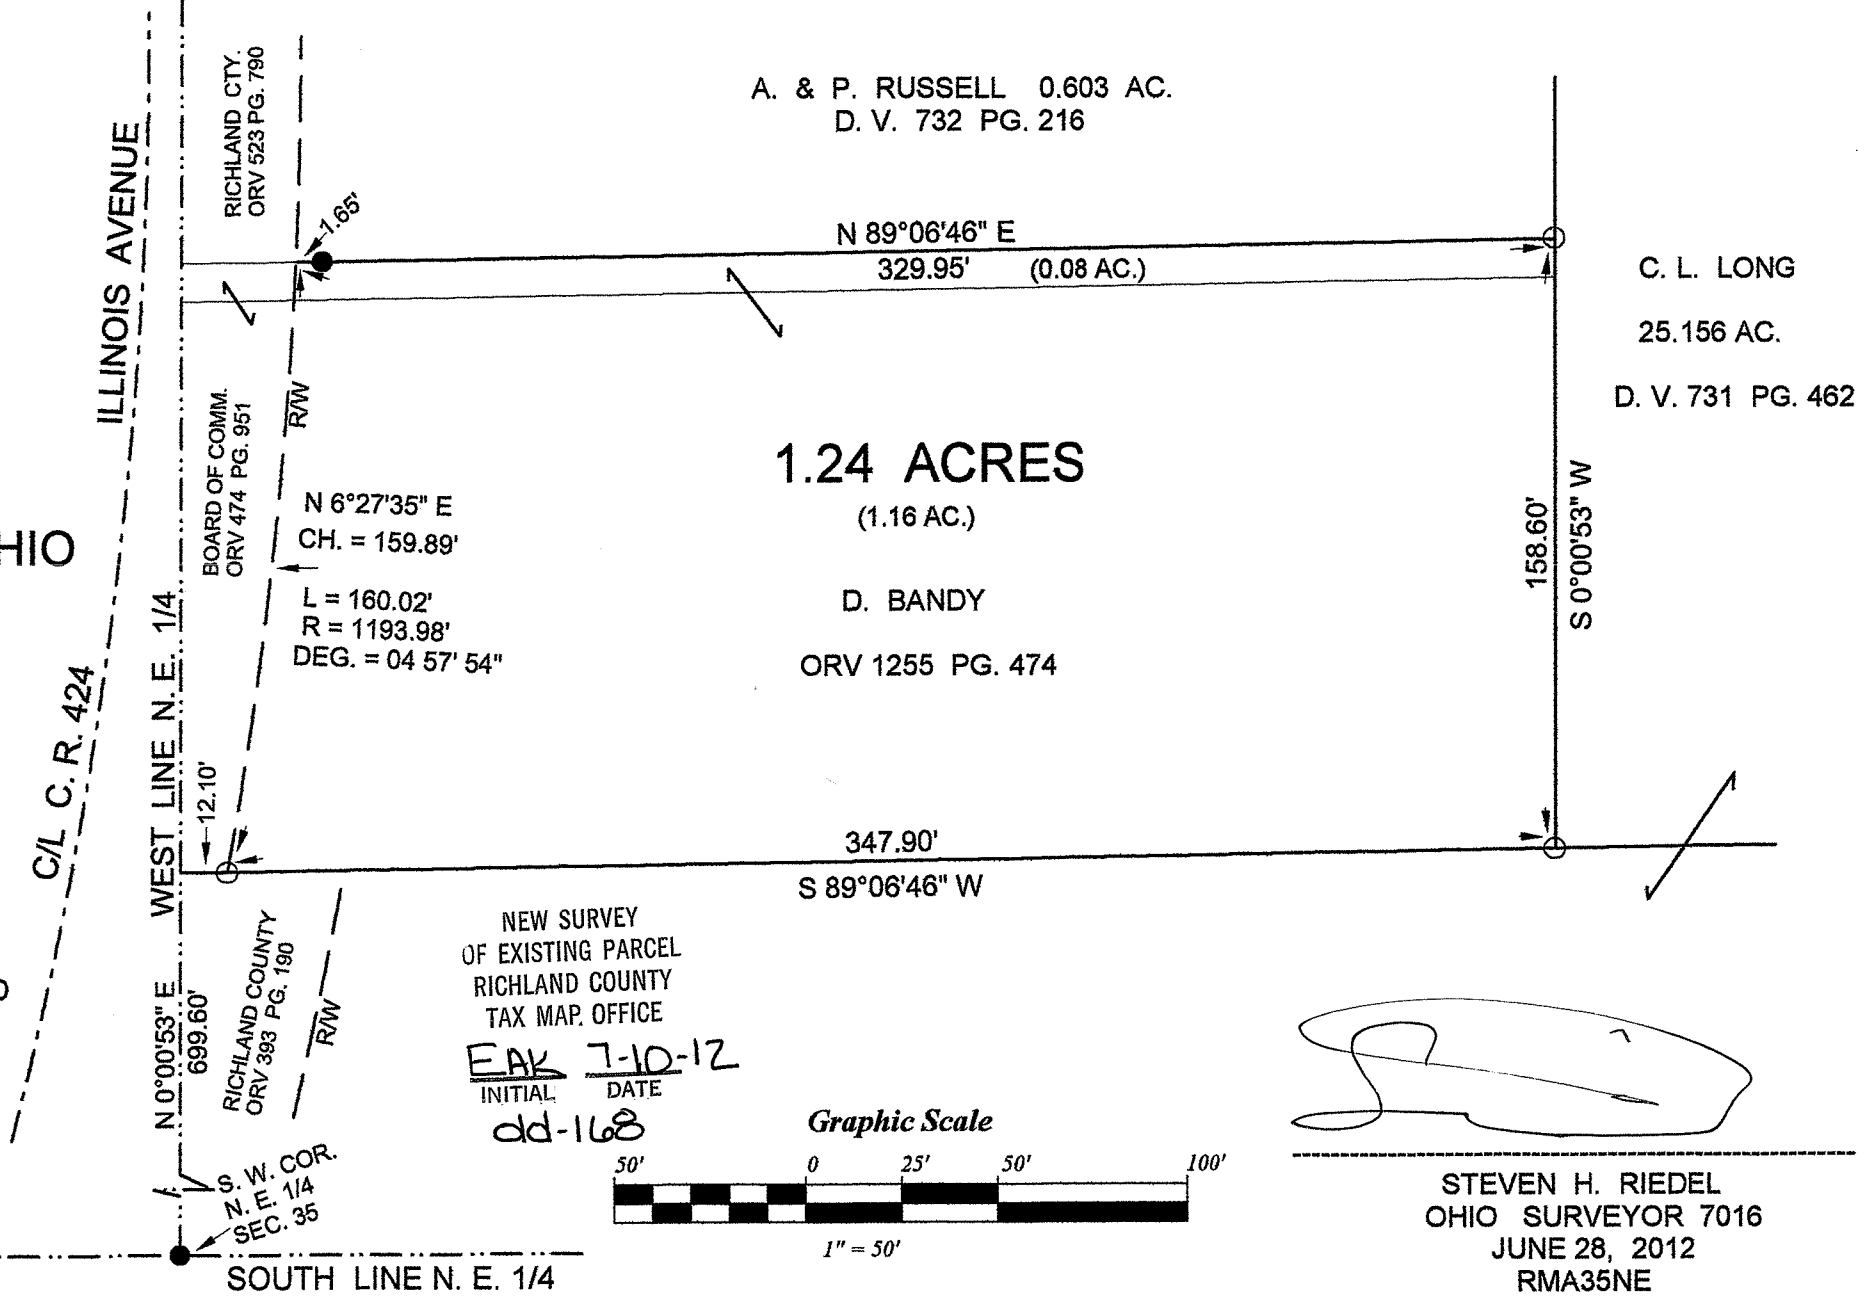 A. & P. RUSSELL 0.603 AC.
D. V. 732 PG. 216
RICHLAND CTY.
ORV 523 PG. 790
ILLINOIS AVENUE
1.65'
N 89°06'46" E
329.95' (0.08 AC.)
C. L. LONG
25.156 AC.
D. V. 731 PG. 462
R/W
BOARD OF COMM.
ORV 474 PG. 951
1.24 ACRES
(1.16 AC.)
N 6°27'35" E
CH. = 159.89'
L = 160.02'
R = 1193.98'
DEG. = 04 57' 54"
D. BANDY
ORV 1255 PG. 474
158.60'
S 0°00'53" W
HIO
C/L C. R. 424
WEST LINE N. E. 1/4
12.10'
347.90'
S 89°06'46" W
N 0°00'53" E
699.60'
RICHLAND COUNTY
ORV 393 PG. 190
R/W
NEW SURVEY
OF EXISTING PARCEL
RICHLAND COUNTY
TAX MAP. OFFICE
EAK 7-10-12
INITIAL DATE
dd-168
S. W. COR.
N. E. 1/4
SEC. 35
SOUTH LINE N. E. 1/4
Graphic Scale
50' 0 25' 50' 100'
1" = 50'
STEVEN H. RIEDEL
OHIO SURVEYOR 7016
JUNE 28, 2012
RMA35NE